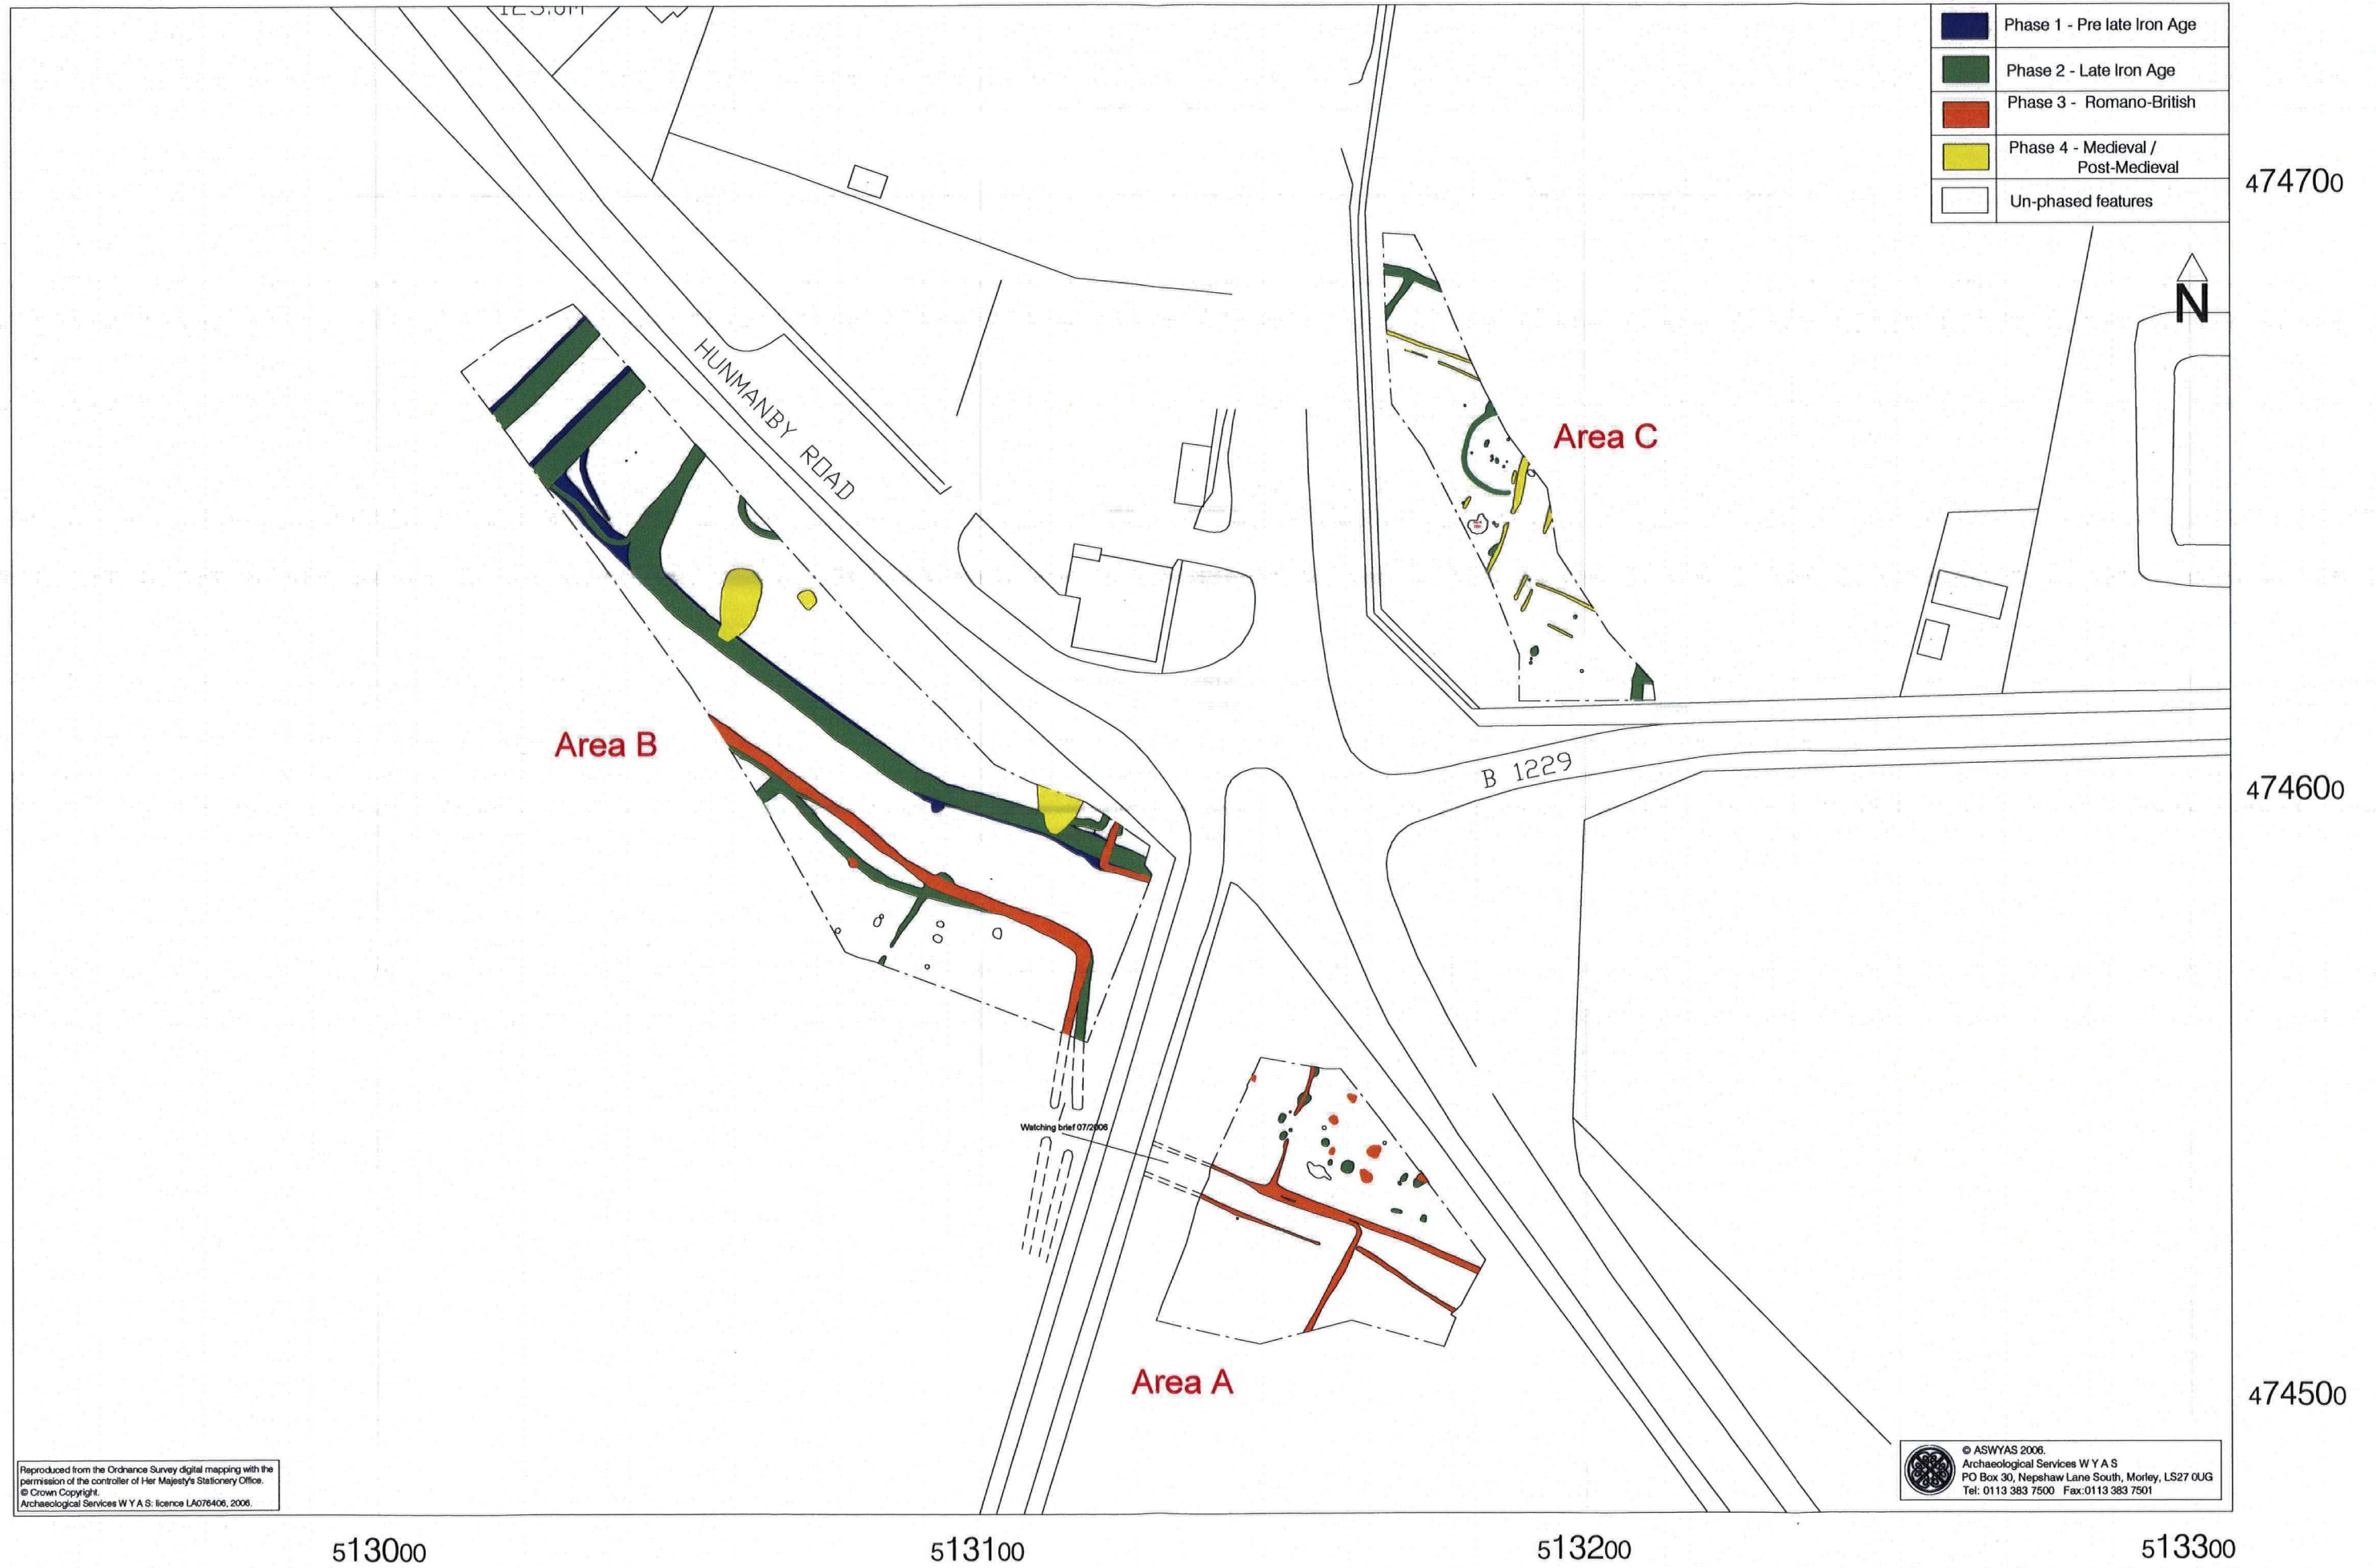 Phase 1 - Pre late Iron Age
Phase 2 - Late Iron Age
Phase 3 - Romano-British
Phase 4 - Medieval /
Post-Medieval
Un-phased features
474700
N
HUNMANBY ROAD
Area C
Area B
B 1229
474600
Watching brief 07/2006
Area A
474500
Reproduced from the Ordnance Survey digital mapping with the
permission of the controller of Her Majesty's Stationery Office.
© Crown Copyright.
Archaeological Services W Y A S: licence LA076406, 2006.
© ASWYAS 2006.
Archaeological Services W Y A S
PO Box 30, Nepshaw Lane South, Morley, LS27 0UG
Tel: 0113 383 7500 Fax:0113 383 7501
513000
513100
513200
513300